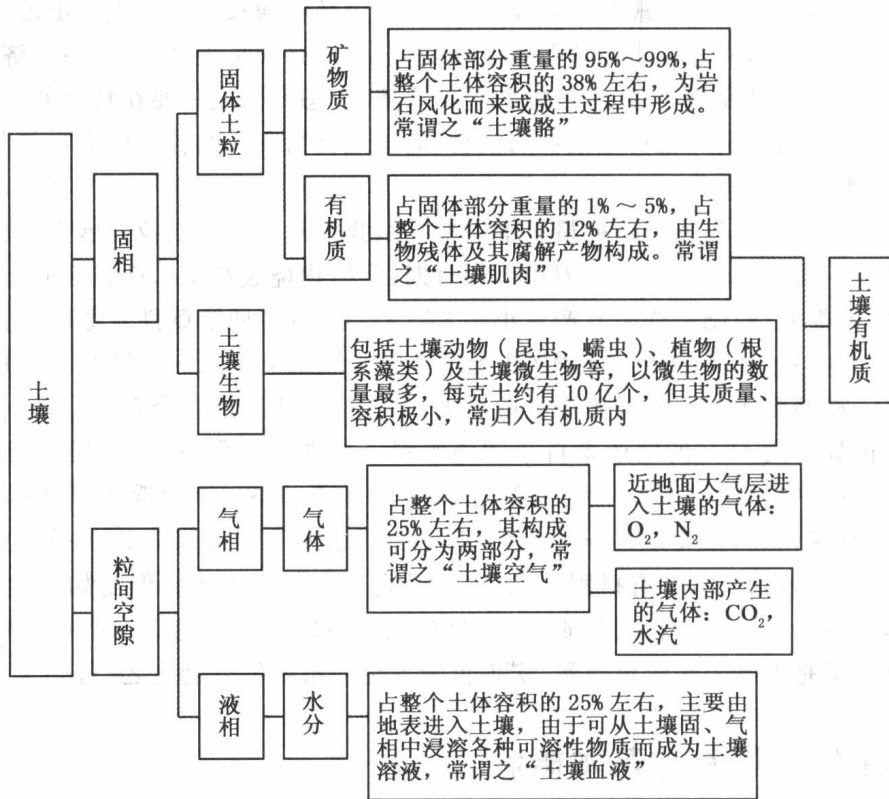 土壤
固相
固体土粒
矿物质
占固体部分重量的 95%～99%，占
整个土体容积的 38% 左右，为岩
石风化而来或成土过程中形成。
常谓之“土壤骼”
有机质
占固体部分重量的 1% ～ 5%，占
整个土体容积的 12% 左右，由生
物残体及其腐解产物构成。常谓
之“土壤肌肉”
土壤生物
包括土壤动物（昆虫、蠕虫）、植物（根
系藻类）及土壤微生物等，以微生物的数
量最多，每克土约有 10 亿个，但其质量、
容积极小，常归入有机质内
土壤有机质
粒间空隙
气相
气体
占整个土体容积的
25% 左右，其构成
可分为两部分，常
谓之“土壤空气”
近地面大气层进
入土壤的气体：
O₂，N₂
土壤内部产生
的气体：CO₂，
水汽
液相
水分
占整个土体容积的 25% 左右，主要由
地表进入土壤，由于可从土壤固、气
相中浸溶各种可溶性物质而成为土壤
溶液，常谓之“土壤血液”